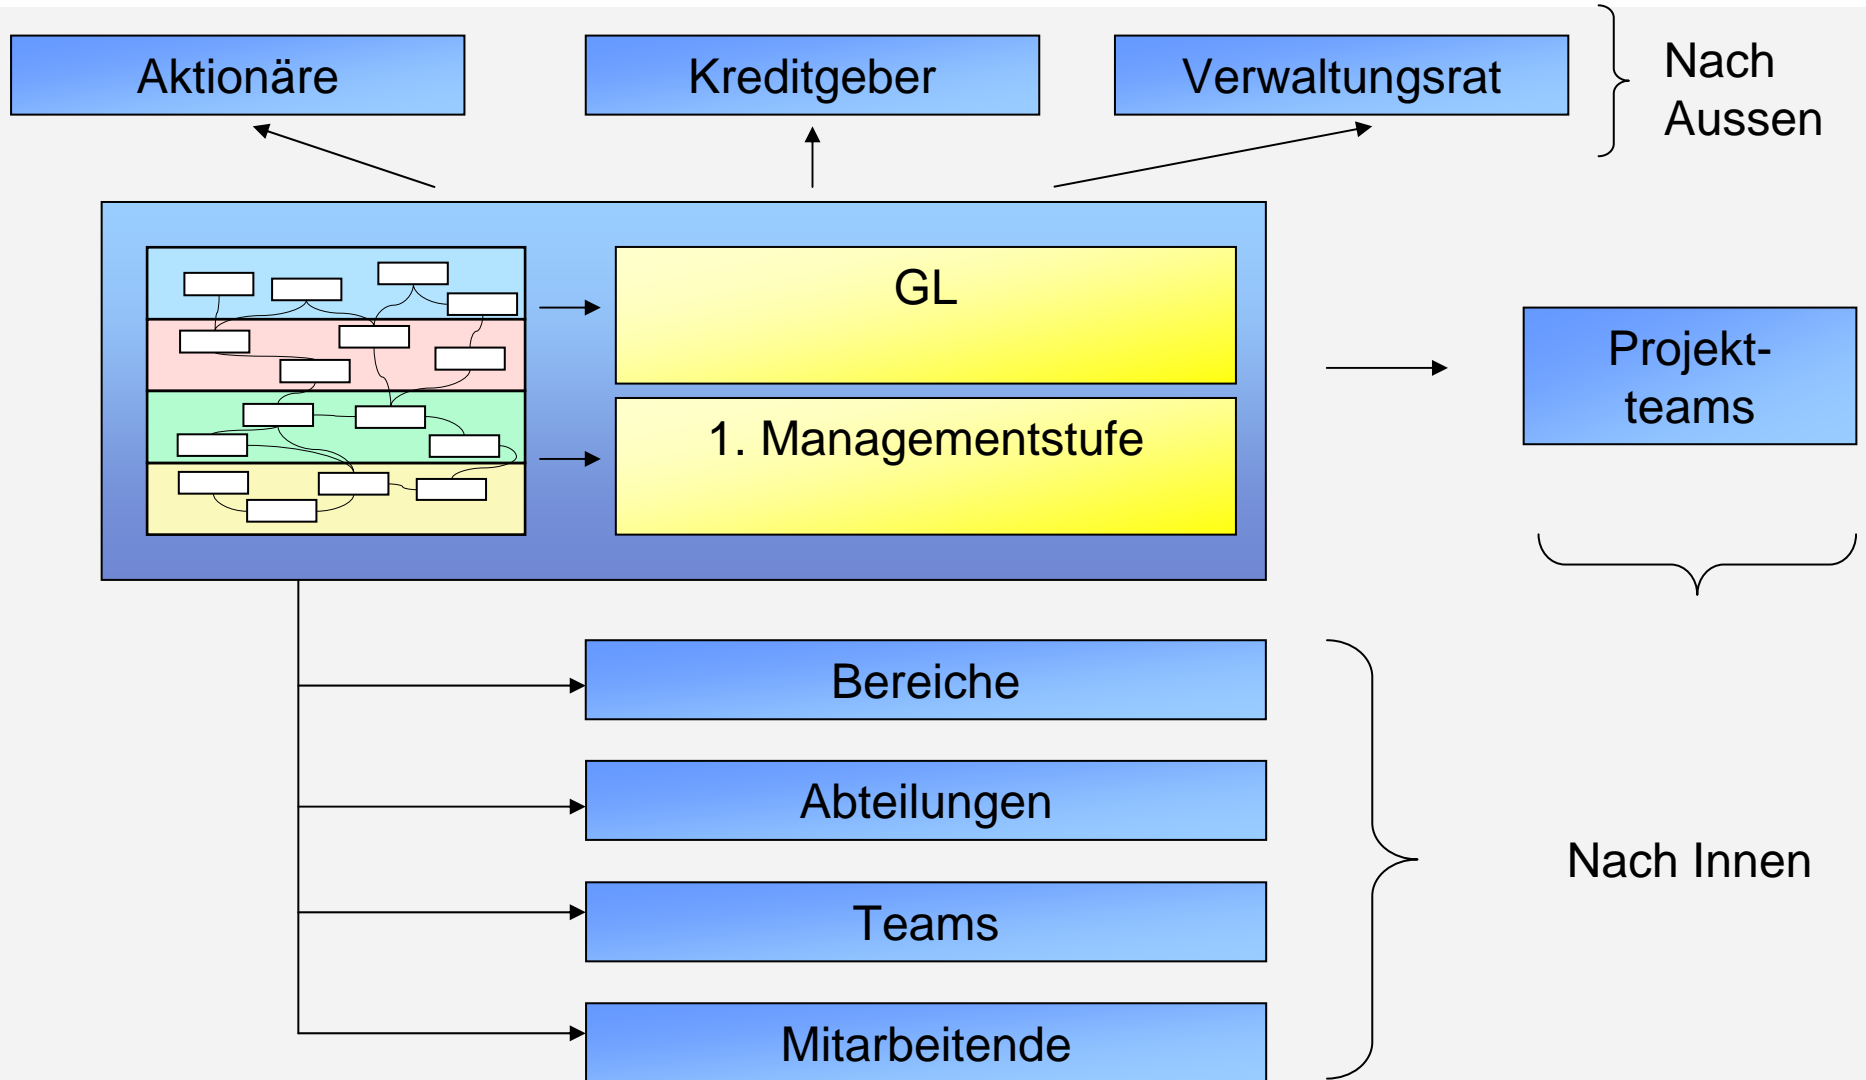 Aktionäre
Kreditgeber
Verwaltungsrat
Nach
Aussen
GL
1. Managementstufe
Projekt-
teams
Bereiche
Abteilungen
Teams
Mitarbeitende
Nach Innen